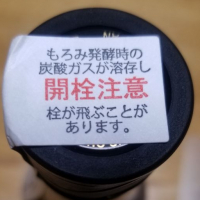 もろみ発酵時の
炭酸ガスが溶存し
開栓注意
栓が飛ぶことが
あります。